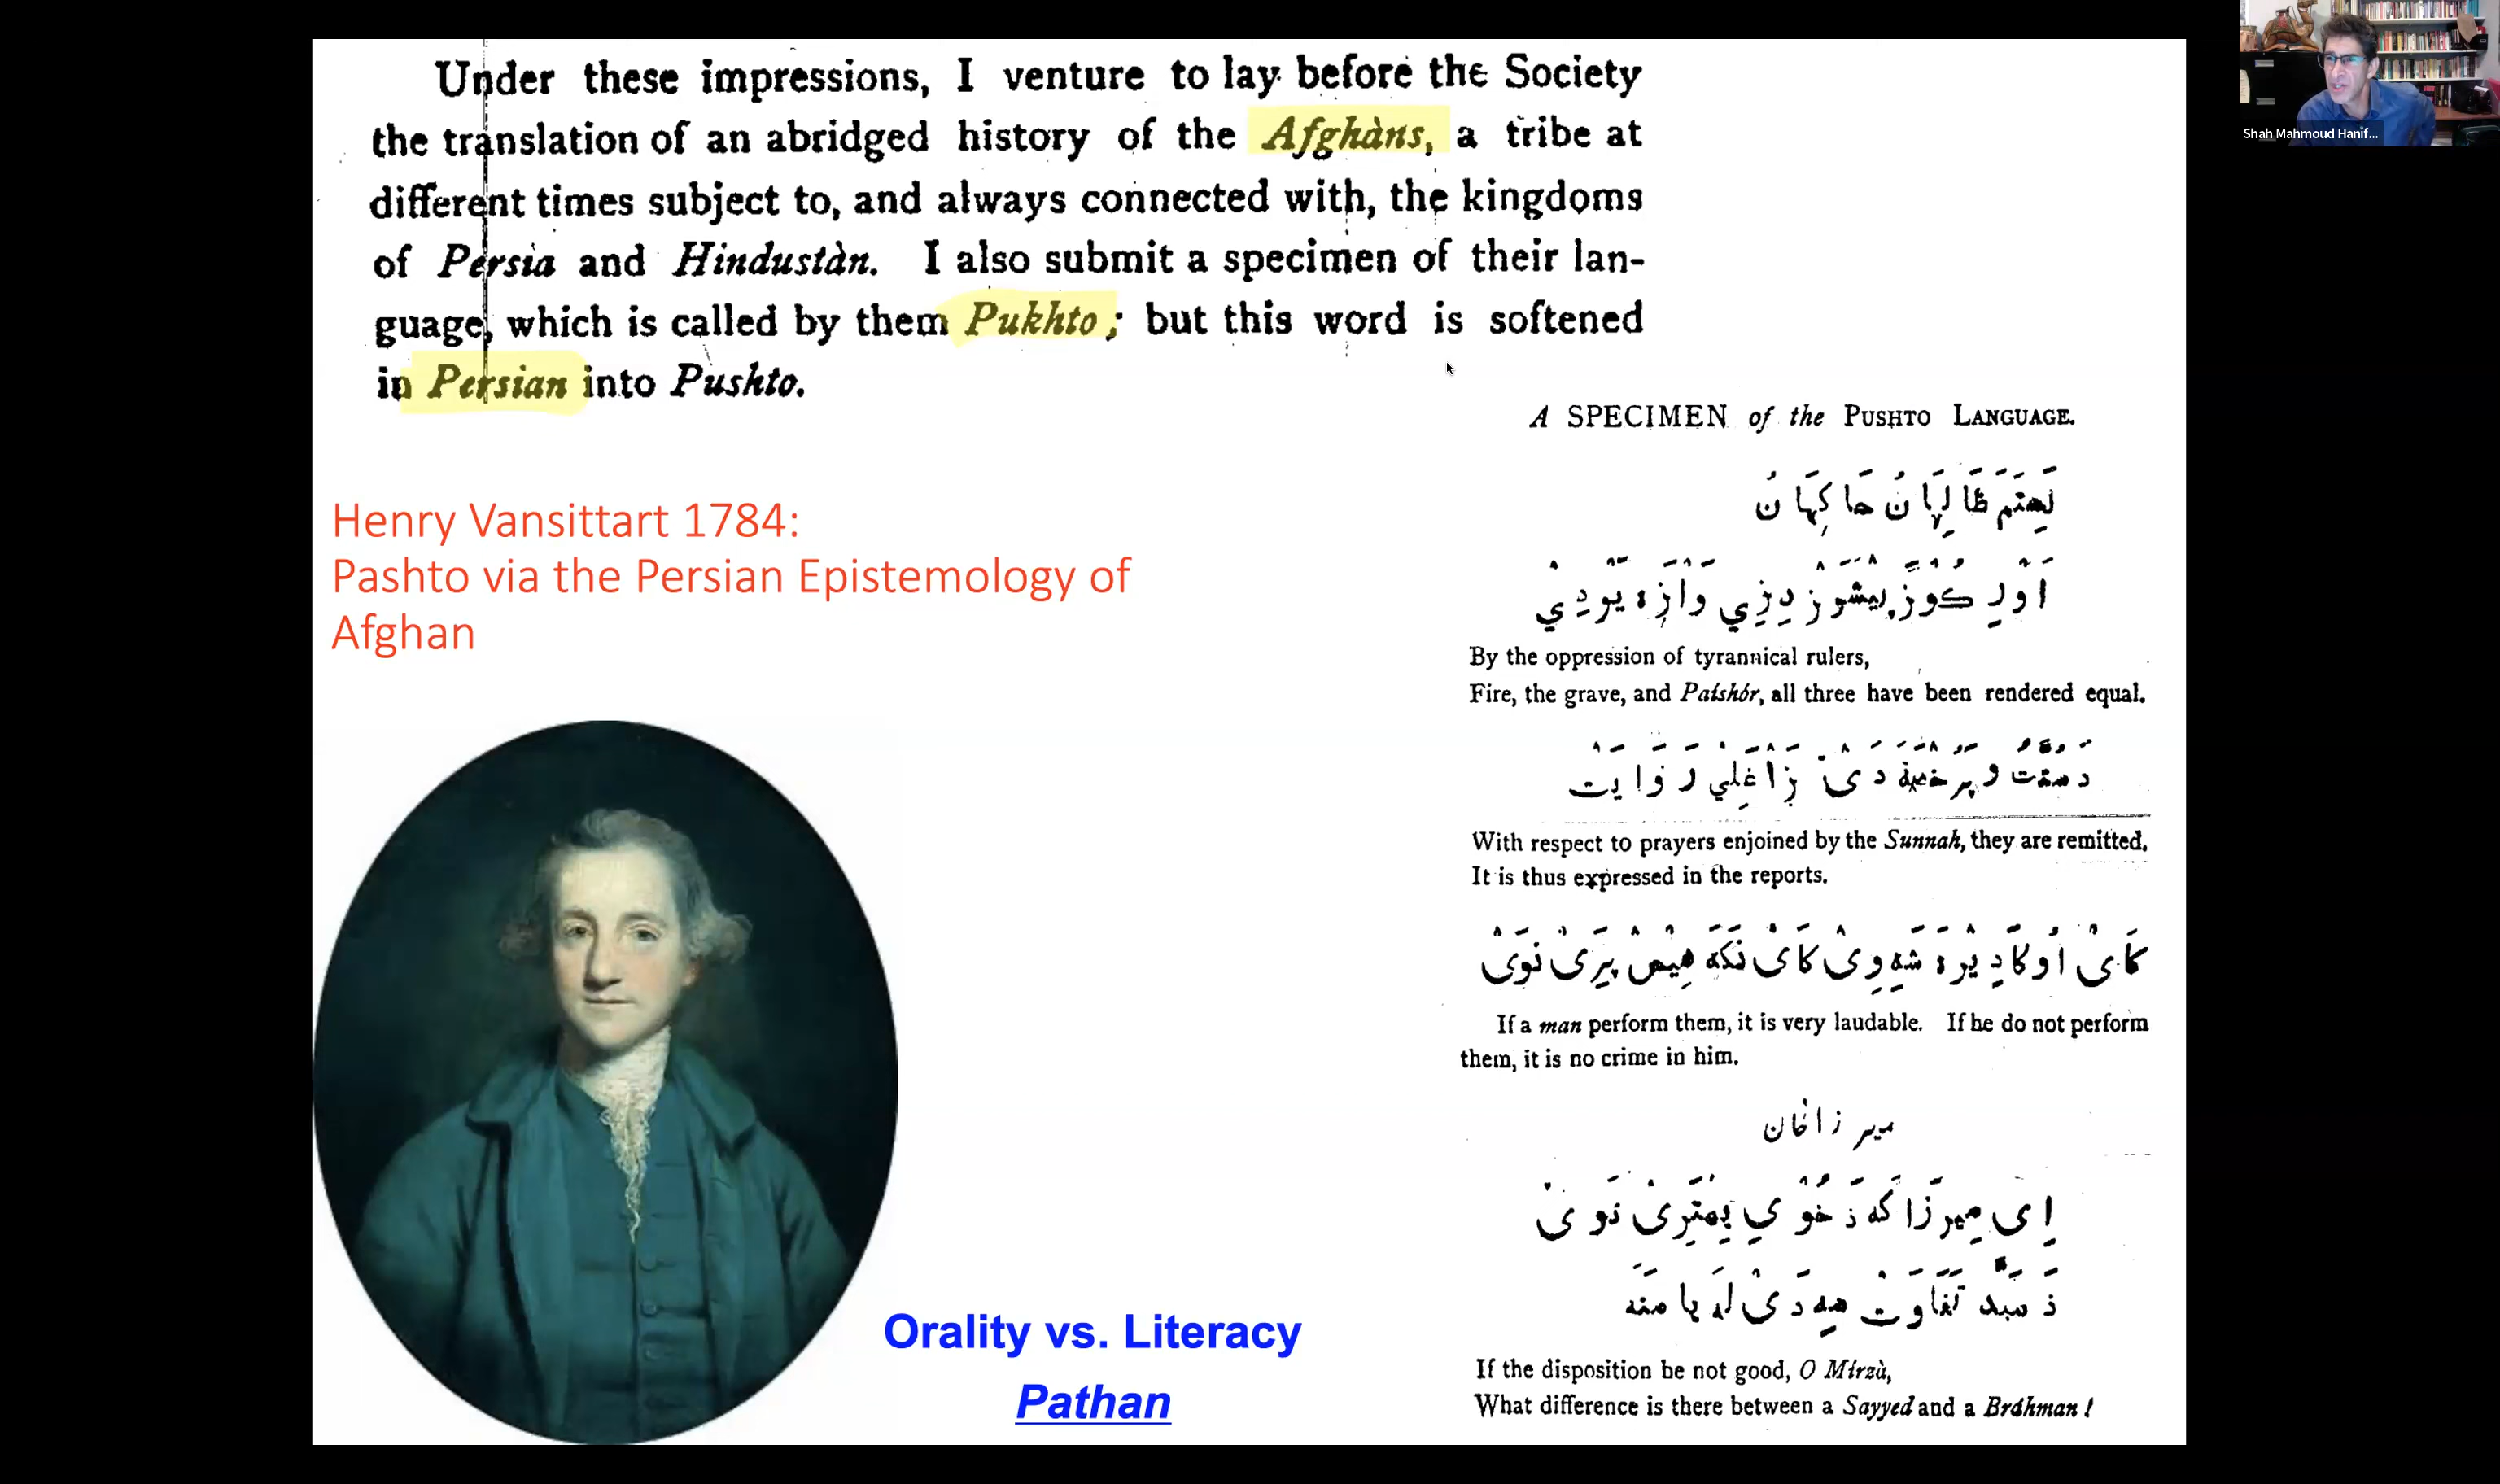 Under these impressions, I venture to lay before the Society
the translation of an abridged history of the Afghàns, a tribe at
different times subject to, and always connected with, the kingdoms
of Persia and Hindustàn. I also submit a specimen of their lan-
guage, which is called by them Pukhto; but this word is softened
in Persian into Pushto.
Henry Vansittart 1784:
Pashto via the Persian Epistemology of
Afghan
Orality vs. Literacy
Pathan
A SPECIMEN of the PUSHTO LANGUAGE.
By the oppression of tyrannical rulers,
Fire, the grave, and Païshór, all three have been rendered equal.
With respect to prayers enjoined by the Sunnah, they are remitted.
It is thus expressed in the reports.
If a man perform them, it is very laudable. If he do not perform
them, it is no crime in him.
ميرزا خان
If the disposition be not good, O Mírzà,
What difference is there between a Sayyed and a Bráhman !
Shah Mahmoud Hanif...